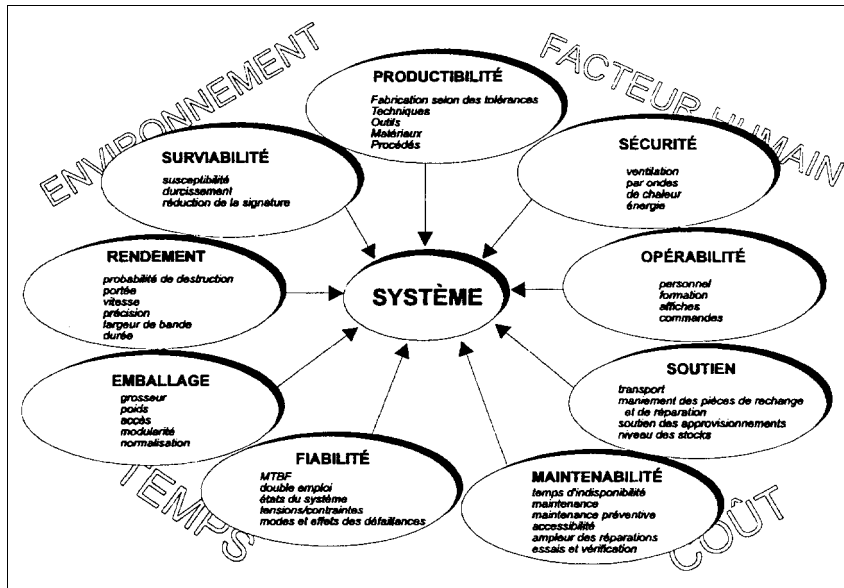 ENVIRONNEMENT
FACTEUR HUMAIN
PRODUCTIBILITÉ
Fabrication selon des tolérances
Techniques
Outils
Matériaux
Procédés
SURVIABILITÉ
susceptibilité
durcissement
réduction de la signature
SÉCURITÉ
ventilation
par ondes
de chaleur
énergie
RENDEMENT
probabilité de destruction
portée
vitesse
précision
largeur de bande
durée
SYSTÈME
OPÉRABILITÉ
personnel
formation
affiches
commandes
EMBALLAGE
grosseur
poids
accès
modularité
normalisation
SOUTIEN
transport
maniement des pièces de rechange
et de réparation
soutien des approvisionnements
niveau des stocks
FIABILITÉ
MTBF
double emploi
états du système
tensions/contraintes
modes et effets des défaillances
MAINTENABILITÉ
temps d'indisponibilité
maintenance
maintenance préventive
accessibilité
ampleur des réparations
essais et vérification
TEMPS
COÛT